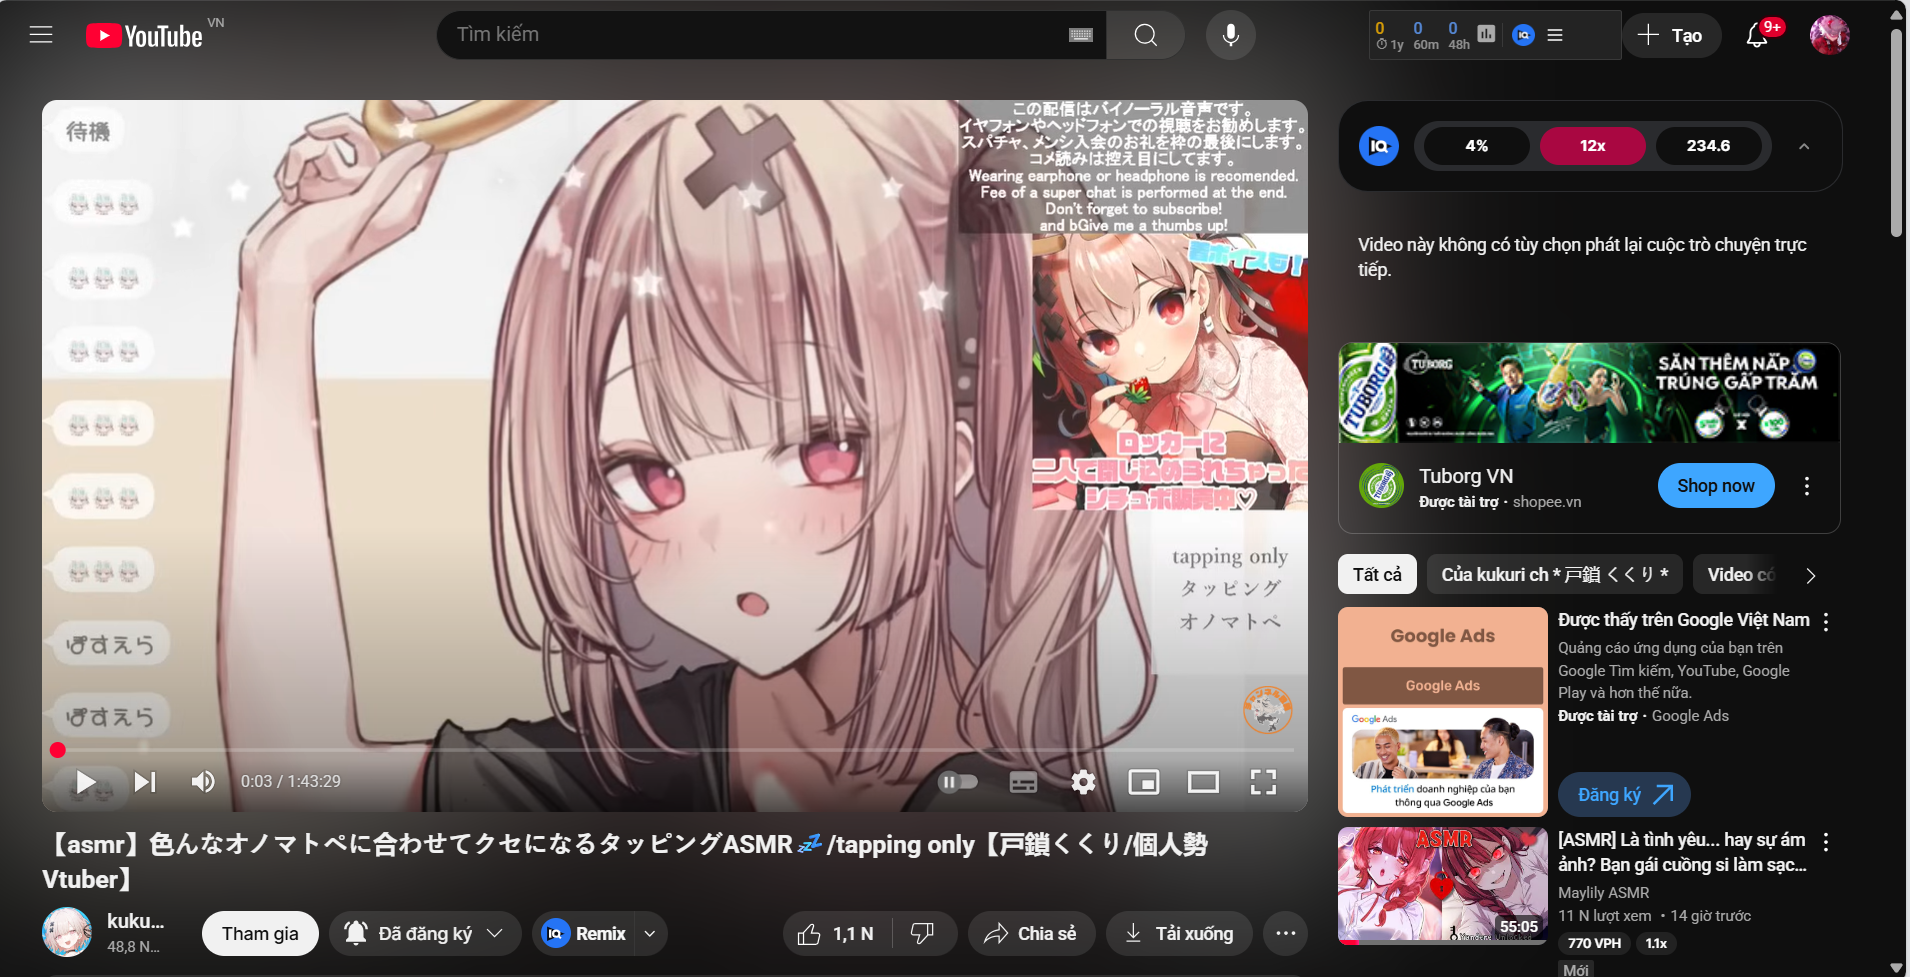 YouTube VN
Tìm kiếm
0 0 0
1y 60m 48h
IQ
Tạo
9+
待機
この配信はバイノーラル音声です。
イヤフォンやヘッドフォンでの視聴をお勧めします。
スパチャ、メンシ入会のお礼を枠の最後にします。
コメ読みは控え目にしてます。
Wearing earphone or headphone is recomended.
Fee of a super chat is performed at the end.
Don't forget to subscribe!
and bGive me a thumbs up!
着ボイスも!
ロッカーに
二人で閉じ込められちゃった
シチュボ販売中♡
tapping only
タッピング
オノマトペ
ぽすえら
ぽすえら
0:03 / 1:43:29
【asmr】色んなオノマトペに合わせてクセになるタッピングASMR💤/tapping only【戸鎖くくり/個人勢
Vtuber】
kuku...
48,8 N...
Tham gia
Đã đăng ký
IQ Remix
1,1 N
Chia sẻ
Tải xuống
IQ
4%
12x
234.6
Video này không có tùy chọn phát lại cuộc trò chuyện trực
tiếp.
TUBORG
TUBORG
SĂN THÊM NẮP
TRÚNG GẤP TRĂM
X
Tuborg VN
Được tài trợ · shopee.vn
Shop now
Tất cả
Của kukuri ch * 戸鎖 くくり *
Video có
Google Ads
Google Ads
Google Ads
Phát triển doanh nghiệp của bạn
thông qua Google Ads
Được thấy trên Google Việt Nam
Quảng cáo ứng dụng của bạn trên
Google Tìm kiếm, YouTube, Google
Play và hơn thế nữa.
Được tài trợ · Google Ads
Đăng ký
ASMR
55:05
[ASMR] Là tình yêu... hay sự ám
ảnh? Bạn gái cuồng si làm sạc...
Maylily ASMR
11 N lượt xem • 14 giờ trước
770 VPH
1.1x
Mới